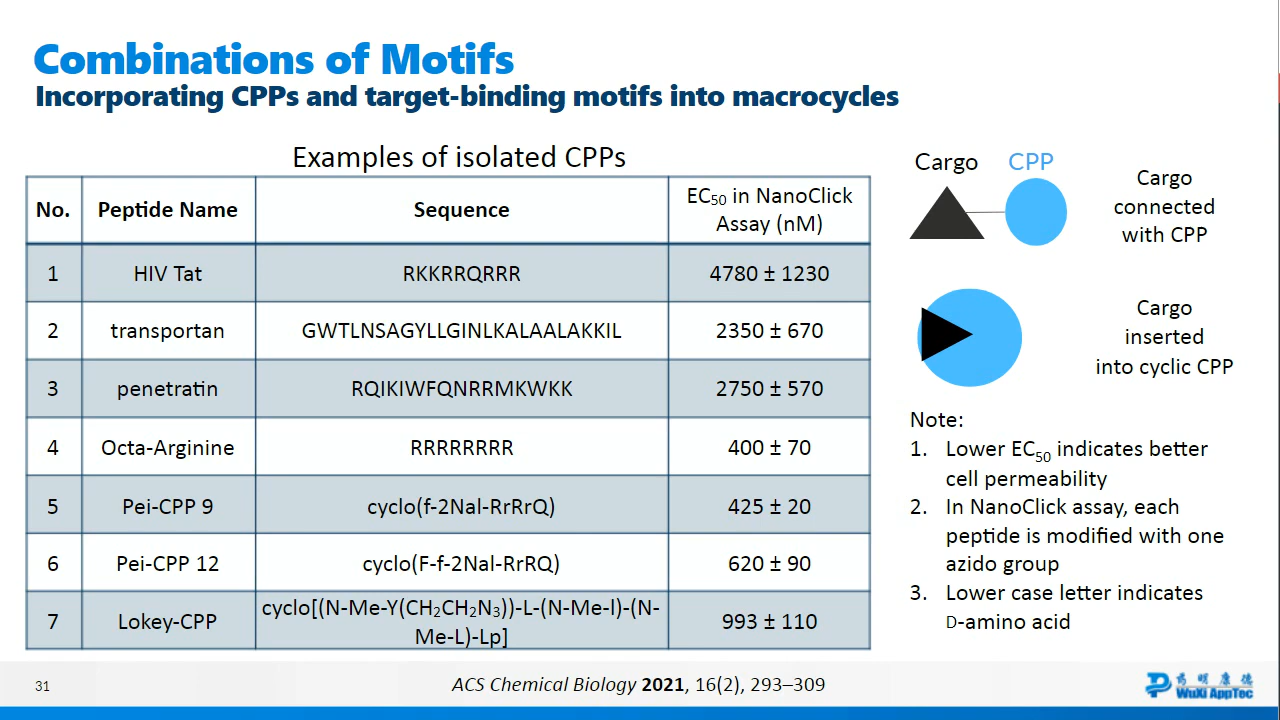 Combinations of Motifs
Incorporating CPPs and target-binding motifs into macrocycles
Examples of isolated CPPs
No. Peptide Name Sequence EC50 in NanoClick Assay (nM)
1 HIV Tat RKKRRQRRR 4780 ± 1230
2 transportan GWTLNSAGYLLGINLKALAALAKKIL 2350 ± 670
3 penetratin RQIKIWFQNRRMKWKK 2750 ± 570
4 Octa-Arginine RRRRRRRR 400 ± 70
5 Pei-CPP 9 cyclo(f-2Nal-RrRrQ) 425 ± 20
6 Pei-CPP 12 cyclo(F-f-2Nal-RrRQ) 620 ± 90
7 Lokey-CPP cyclo[(N-Me-Y(CH2CH2N3))-L-(N-Me-l)-(N-Me-L)-Lp] 993 ± 110
Cargo CPP
Cargo
connected
with CPP
Cargo
inserted
into cyclic CPP
Note:
1. Lower EC50 indicates better
cell permeability
2. In NanoClick assay, each
peptide is modified with one
azido group
3. Lower case letter indicates
D-amino acid
31
ACS Chemical Biology 2021, 16(2), 293–309
药明康德
WuXi AppTec